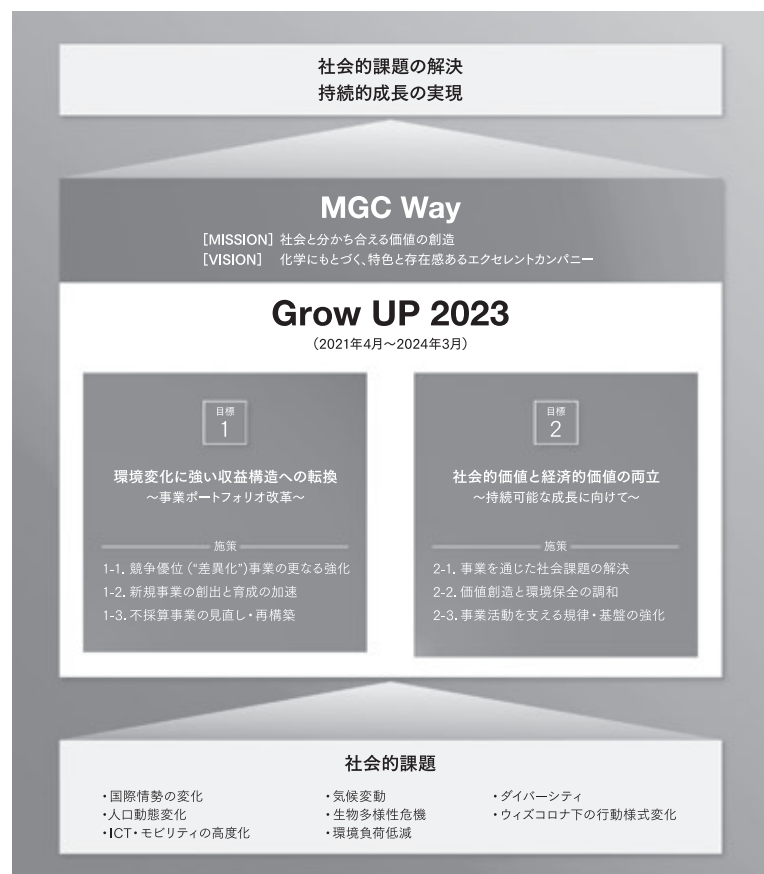 社会的課題の解決
持続的成長の実現
MGC Way
[MISSION] 社会と分かち合える価値の創造
[VISION] 化学にもとづく、特色と存在感あるエクセレントカンパニー
Grow UP 2023
（2021年4月～2024年3月）
目標
1
環境変化に強い収益構造への転換
～事業ポートフォリオ改革～
施策
1-1. 競争優位（“差異化”）事業の更なる強化
1-2. 新規事業の創出と育成の加速
1-3. 不採算事業の見直し・再構築
目標
2
社会的価値と経済的価値の両立
～持続可能な成長に向けて～
施策
2-1. 事業を通じた社会課題の解決
2-2. 価値創造と環境保全の調和
2-3. 事業活動を支える規律・基盤の強化
社会的課題
・国際情勢の変化
・人口動態変化
・ICT・モビリティの高度化
・気候変動
・生物多様性危機
・環境負荷低減
・ダイバーシティ
・ウィズコロナ下の行動様式変化